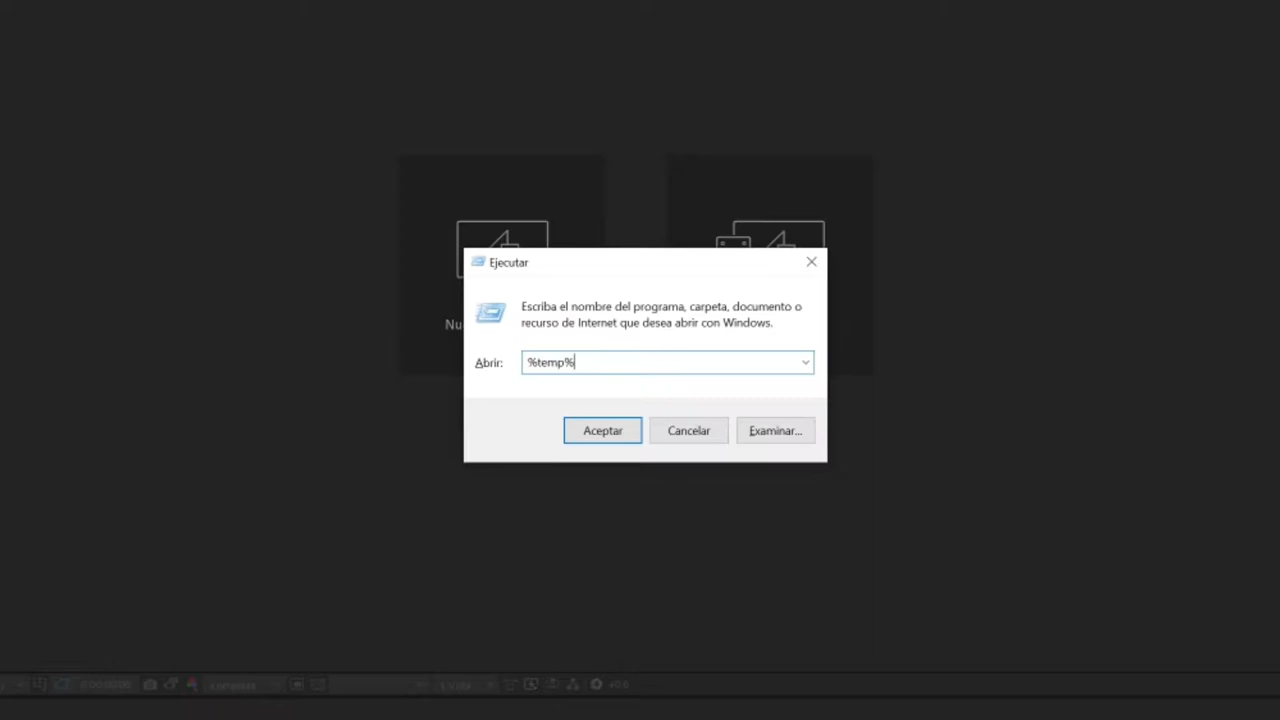 Ejecutar
Escriba el nombre del programa, carpeta, documento o
recurso de Internet que desea abrir con Windows.
Abrir: %temp%
Aceptar Cancelar Examinar...